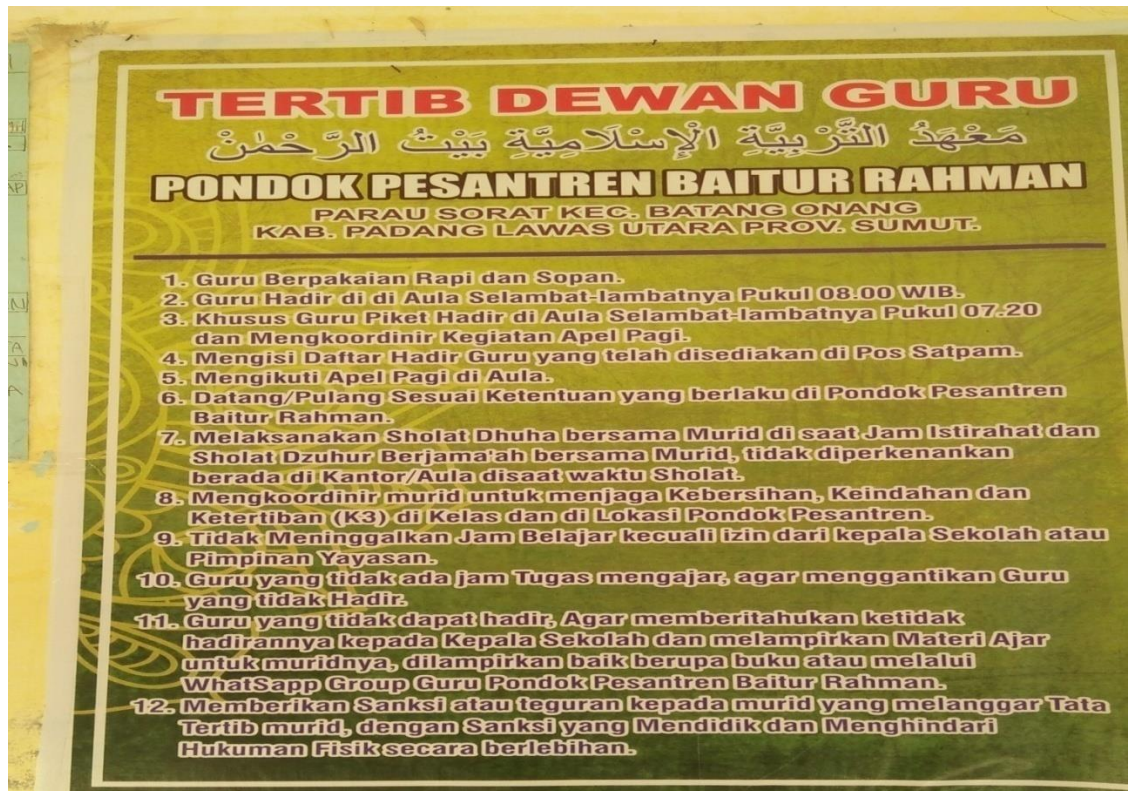 TERTIB DEWAN GURU
مَعْهَدُ التَّرْبِيَّةِ الْإِسْلَامِيَّةِ بَيْتُ الرَّحْمٰنْ
PONDOK PESANTREN BAITUR RAHMAN
PARAU SORAT KEC. BATANG ONANG
KAB. PADANG LAWAS UTARA PROV. SUMUT.
1. Guru Berpakaian Rapi dan Sopan.
2. Guru Hadir di di Aula Selambat-lambatnya Pukul 08.00 WIB.
3. Khusus Guru Piket Hadir di Aula Selambat-lambatnya Pukul 07.20
dan Mengkoordinir Kegiatan Apel Pagi.
4. Mengisi Daftar Hadir Guru yang telah disediakan di Pos Satpam.
5. Mengikuti Apel Pagi di Aula.
6. Datang/Pulang Sesuai Ketentuan yang berlaku di Pondok Pesantren
Baitur Rahman.
7. Melaksanakan Sholat Dhuha bersama Murid di saat Jam Istirahat dan
Sholat Dzuhur Berjama'ah bersama Murid, tidak diperkenankan
berada di Kantor/Aula disaat waktu Sholat.
8. Mengkoordinir murid untuk menjaga Kebersihan, Keindahan dan
Ketertiban (K3) di Kelas dan di Lokasi Pondok Pesantren.
9. Tidak Meninggalkan Jam Belajar kecuali izin dari kepala Sekolah atau
Pimpinan Yayasan.
10. Guru yang tidak ada jam Tugas mengajar, agar menggantikan Guru
yang tidak Hadir.
11. Guru yang tidak dapat hadir, Agar memberitahukan ketidak
hadirannya kepada Kepala Sekolah dan melampirkan Materi Ajar
untuk muridnya, dilampirkan baik berupa buku atau melalui
WhatSapp Group Guru Pondok Pesantren Baitur Rahman.
12. Memberikan Sanksi atau teguran kepada murid yang melanggar Tata
Tertib murid, dengan Sanksi yang Mendidik dan Menghindari
Hukuman Fisik secara berlebihan.